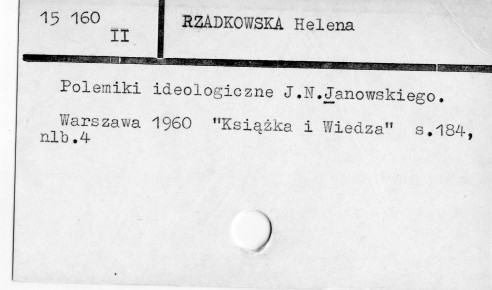 15 160
II
RZADKOWSKA Helena
Polemiki ideologiczne J.N.Janowskiego.
Warszawa 1960 "Książka i Wiedza" s.184,
nlb.4